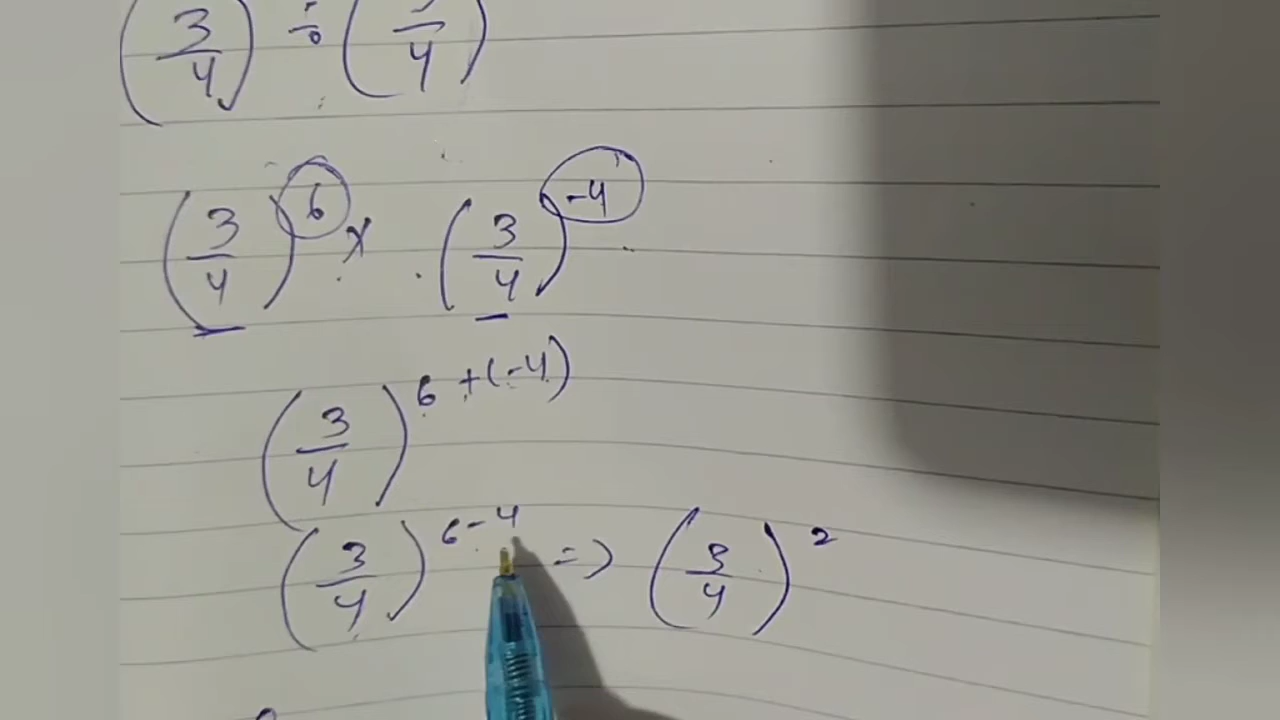 (3/4) ÷ (3/4)
(3/4)^6 × (3/4)^-4
(3/4)^6+(-4)
(3/4)^6-4 => (3/4)^2